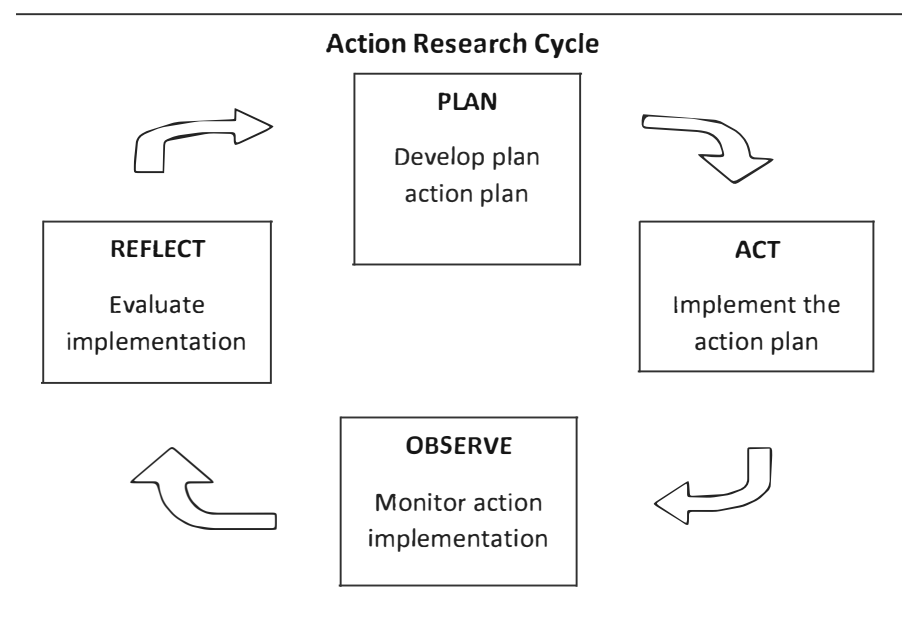 Action Research Cycle
PLAN
Develop plan
action plan
REFLECT
Evaluate
implementation
ACT
Implement the
action plan
OBSERVE
Monitor action
implementation